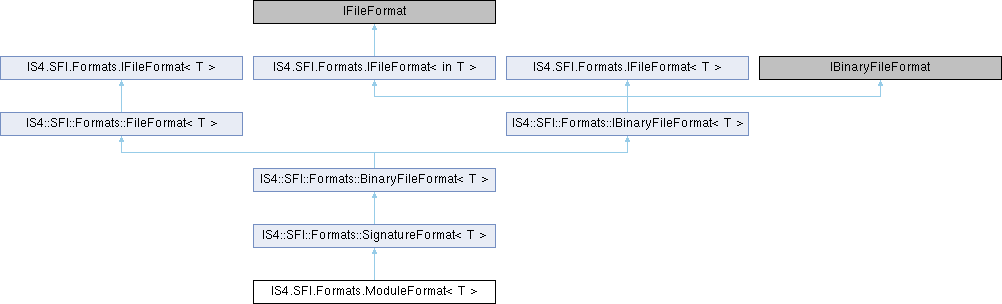 IFileFormat
IS4.SFI.Formats.IFileFormat< T >
IS4.SFI.Formats.IFileFormat< in T >
IS4.SFI.Formats.IFileFormat< T >
IBinaryFileFormat
IS4::SFI::Formats::FileFormat< T >
IS4::SFI::Formats::IBinaryFileFormat< T >
IS4::SFI::Formats::BinaryFileFormat< T >
IS4::SFI::Formats::SignatureFormat< T >
IS4.SFI.Formats.ModuleFormat< T >